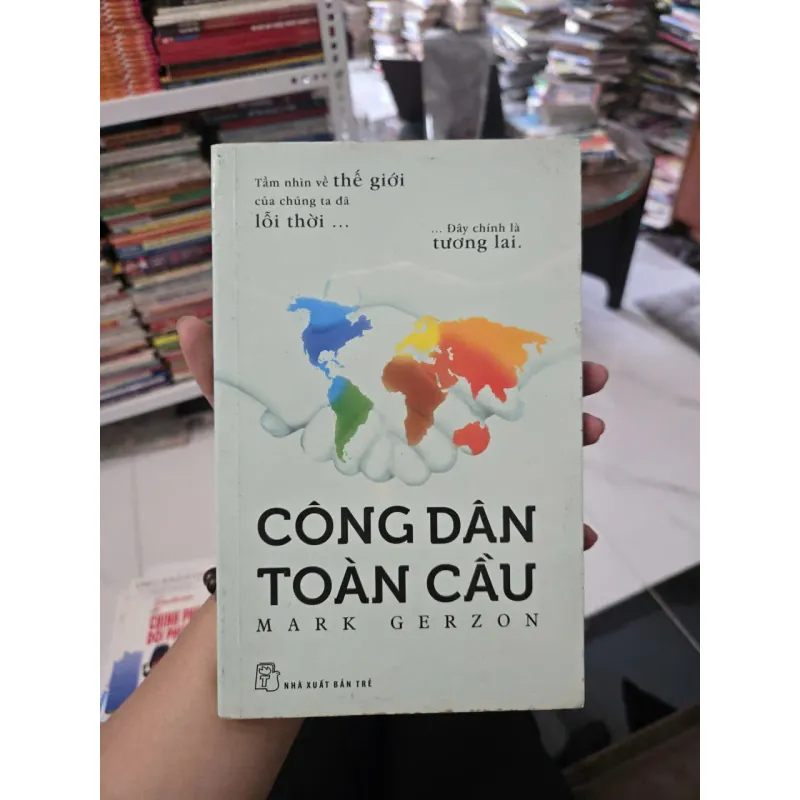 Tầm nhìn về thế giới
của chúng ta đã
lỗi thời ...
... Đây chính là
tương lai.
CÔNG DÂN
TOÀN CẦU
MARK GERZON
NHÀ XUẤT BẢN TRẺ